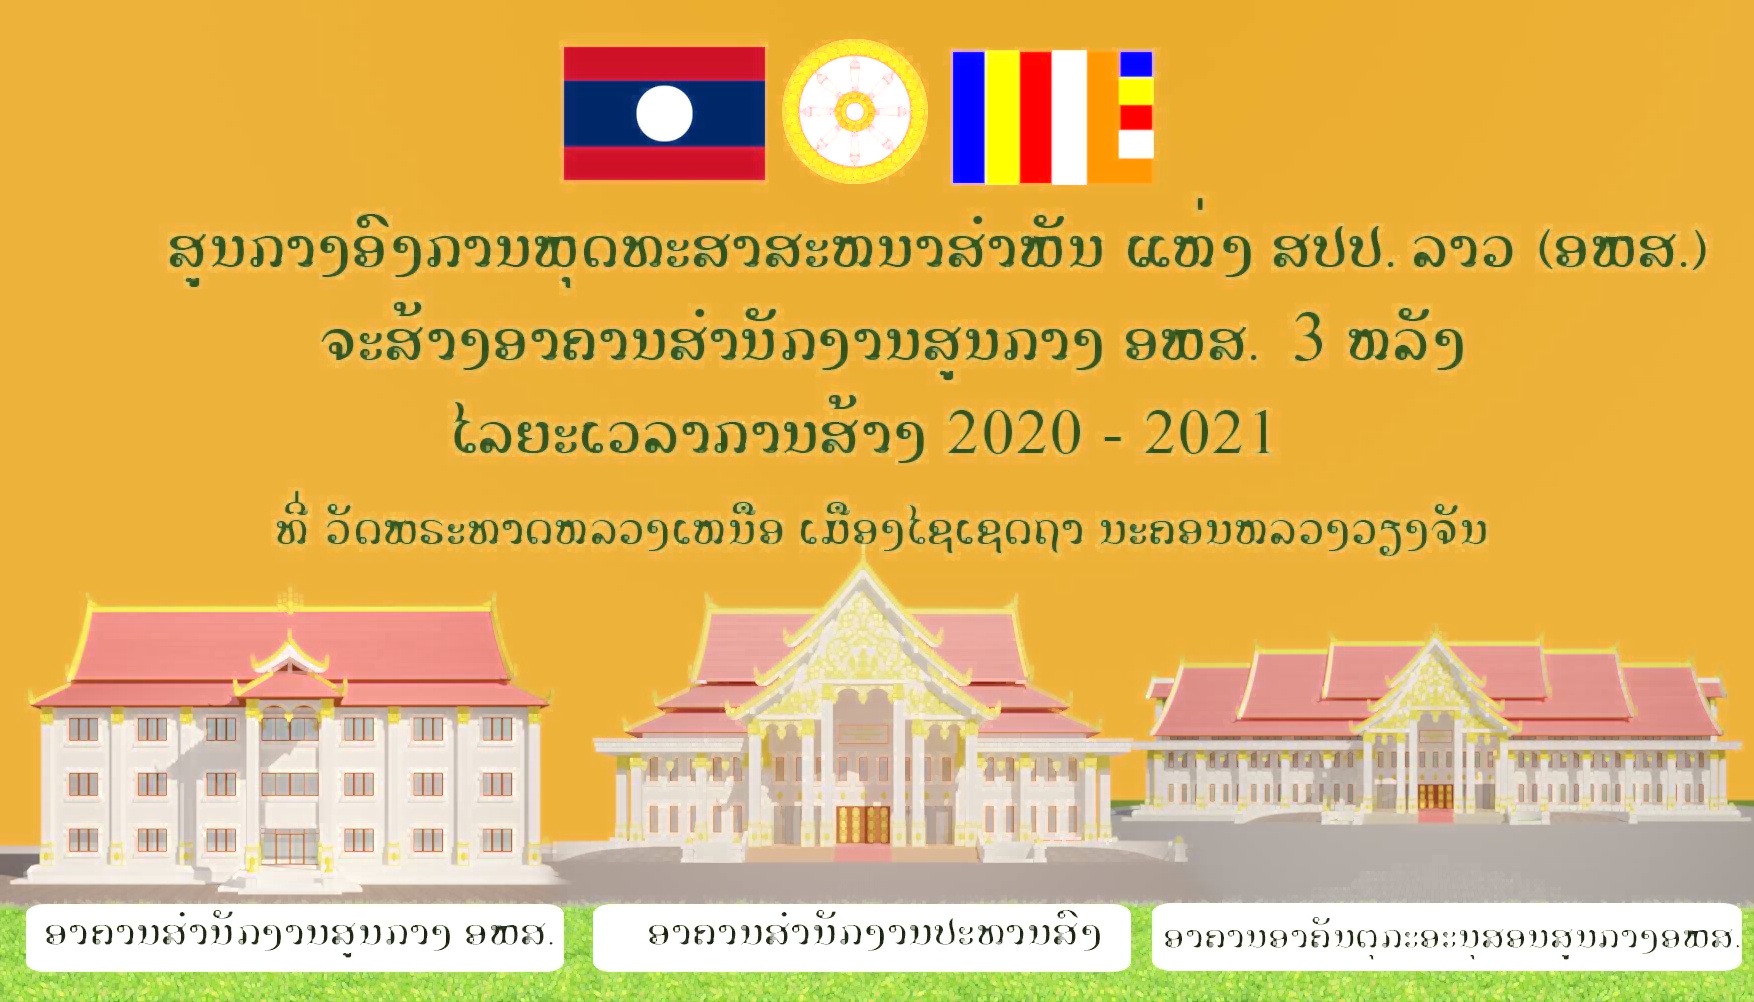 ສູນກາງອົງການພຸດທະສາສະຫນາສຳພັນ ແຫ່ງ ສປປ. ລາວ (ອພສ.)
ຈະສ້າງອາຄານສຳນັກງານສູນກາງ ອພສ. 3 ຫລັງ
ໄລຍະເວລາການສ້າງ 2020 - 2021
ທີ່ ວັດພຣະທາດຫລວງເຫນືອ ເມືອງໄຊເຊດຖາ ນະຄອນຫລວງວຽງຈັນ
ອາຄານສຳນັກງານສູນກາງ ອພສ.
ອາຄານສຳນັກງານປະທານສົງ
ອາຄານອາຄັນຕຸກະອະນຸສອນສູນກາງອພສ.